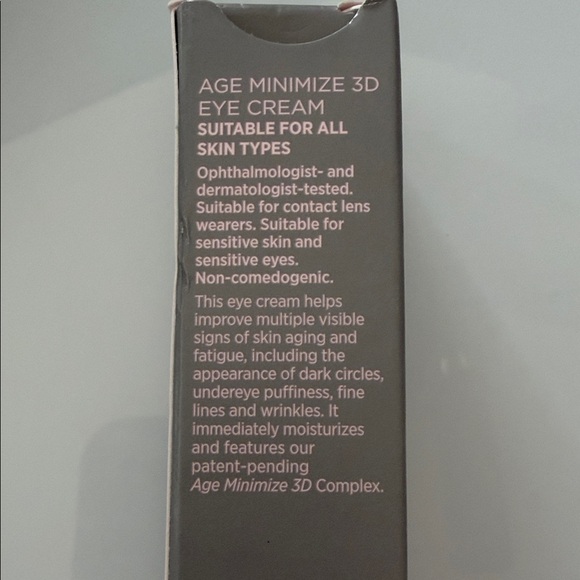 AGE MINIMIZE 3D
EYE CREAM
SUITABLE FOR ALL
SKIN TYPES
Ophthalmologist- and
dermatologist-tested.
Suitable for contact lens
wearers. Suitable for
sensitive skin and
sensitive eyes.
Non-comedogenic.
This eye cream helps
improve multiple visible
signs of skin aging and
fatigue, including the
appearance of dark circles,
undereye puffiness, fine
lines and wrinkles. It
immediately moisturizes
and features our
patent-pending
Age Minimize 3D Complex.